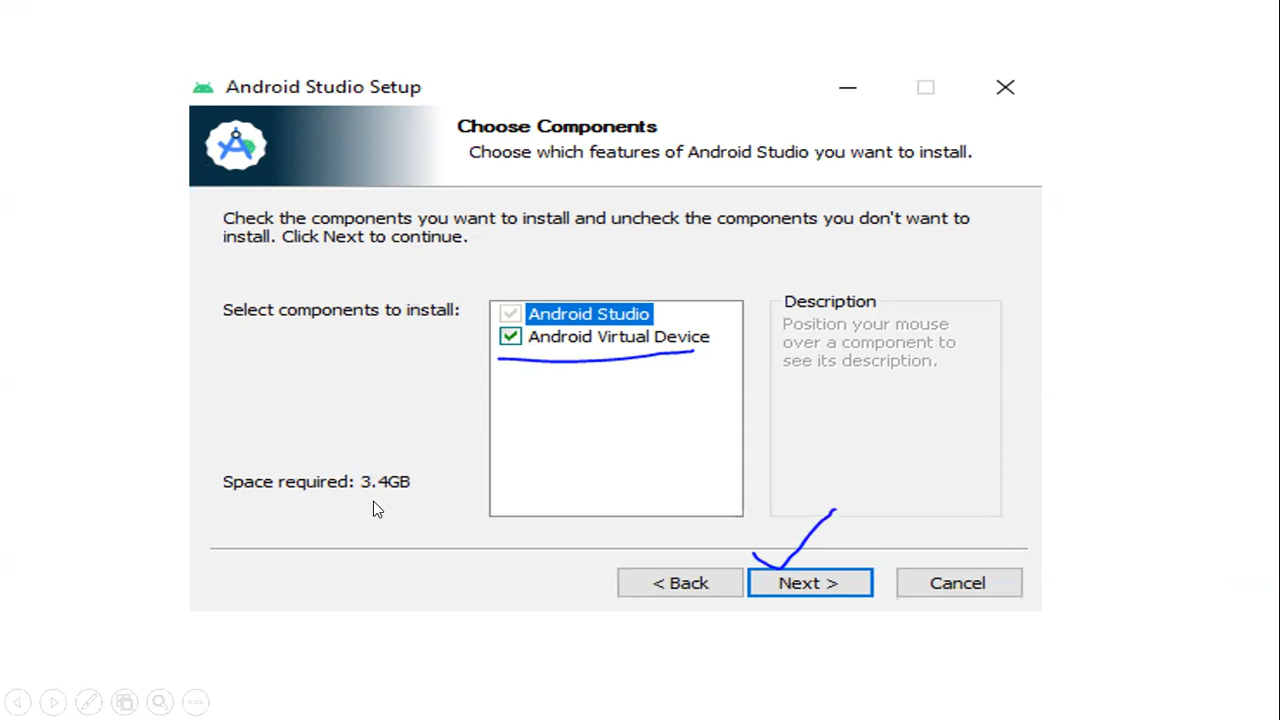 Android Studio Setup
Choose Components
Choose which features of Android Studio you want to install.
Check the components you want to install and uncheck the components you don't want to
install. Click Next to continue.
Select components to install:
Android Studio
Android Virtual Device
Description
Position your mouse
over a component to
see its description.
Space required: 3.4GB
< Back
Next >
Cancel